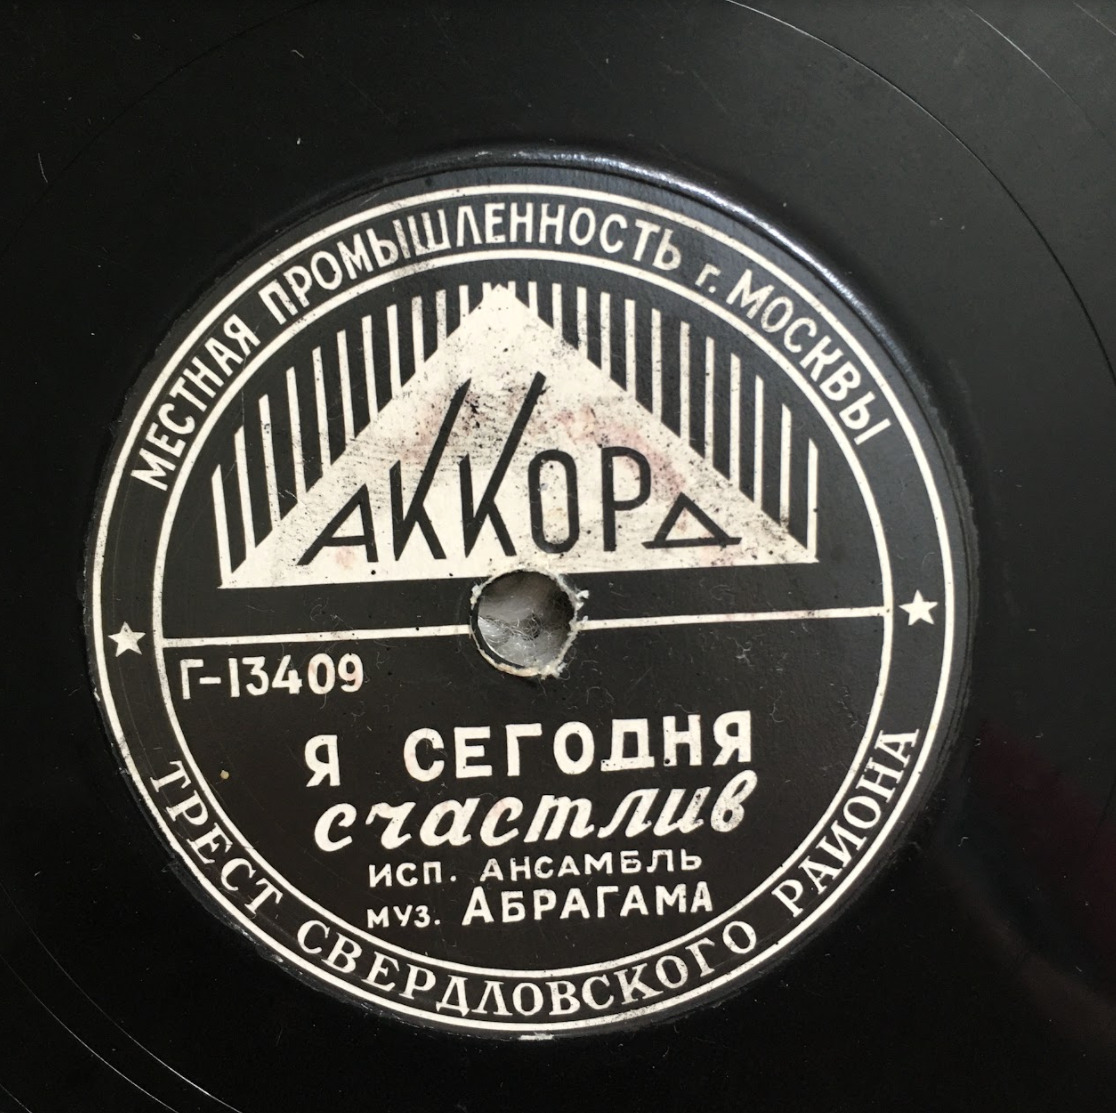 МЕСТНАЯ ПРОМЫШЛЕННОСТЬ г. МОСКВЫ
АККОРД
Г-13409
Я СЕГОДНЯ
счастлив
ИСП. АНСАМБЛЬ
МУЗ. АБРАГАМА
ТРЕСТ СВЕРДЛОВСКОГО РАЙОНА